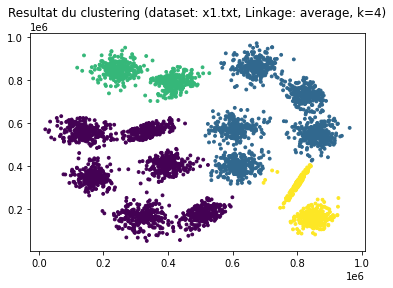 Resultat du clustering (dataset: x1.txt, Linkage: average, k=4)
1e6
1.0
0.8
0.6
0.4
0.2
0.0 0.2 0.4 0.6 0.8 1.0
1e6